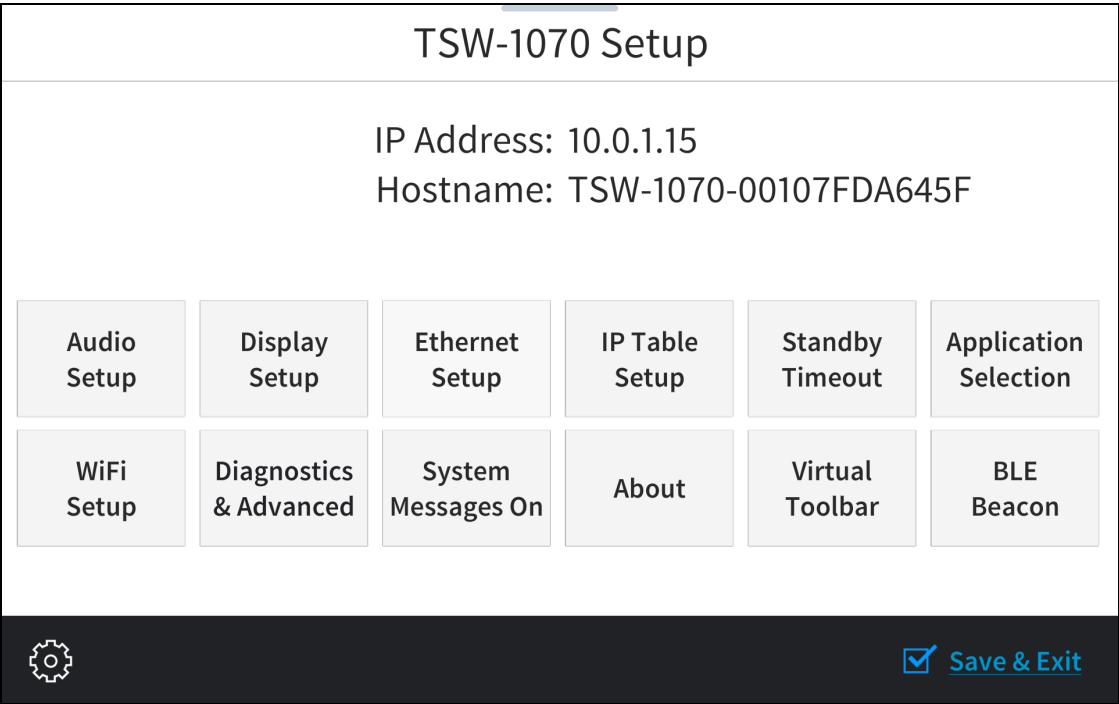 TSW-1070 Setup
IP Address: 10.0.1.15
Hostname: TSW-1070-00107FDA645F
Audio
Setup
Display
Setup
Ethernet
Setup
IP Table
Setup
Standby
Timeout
Application
Selection
WiFi
Setup
Diagnostics
& Advanced
System
Messages On
About
Virtual
Toolbar
BLE
Beacon
Save & Exit